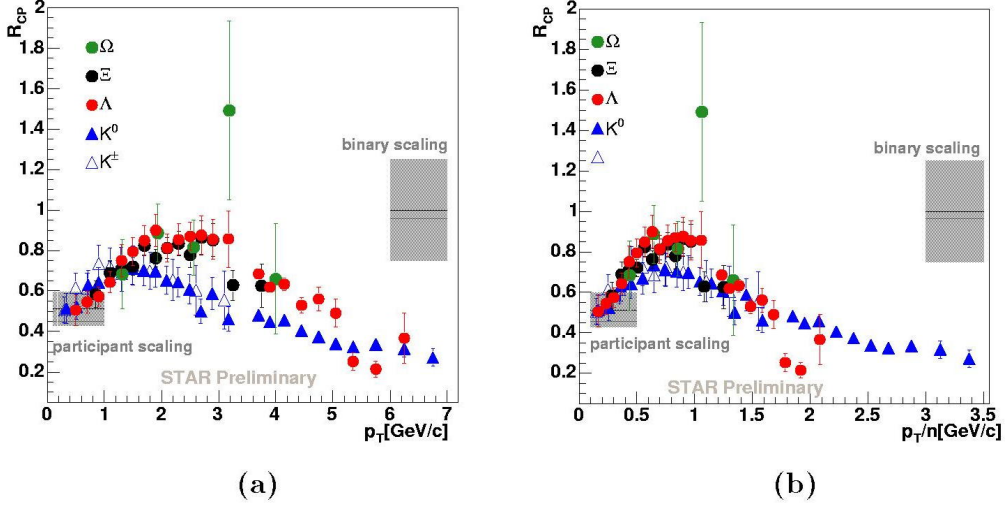 R_CP
2
1.8
1.6
1.4
1.2
1
0.8
0.6
0.4
0.2
Ω
Ξ
Λ
K⁰
K±
binary scaling
participant scaling
STAR Preliminary
0 1 2 3 4 5 6 7
p_T[GeV/c]
(a)
R_CP
2
1.8
1.6
1.4
1.2
1
0.8
0.6
0.4
0.2
Ω
Ξ
Λ
K⁰
binary scaling
participant scaling
STAR Preliminary
0 0.5 1 1.5 2 2.5 3 3.5
p_T/n[GeV/c]
(b)